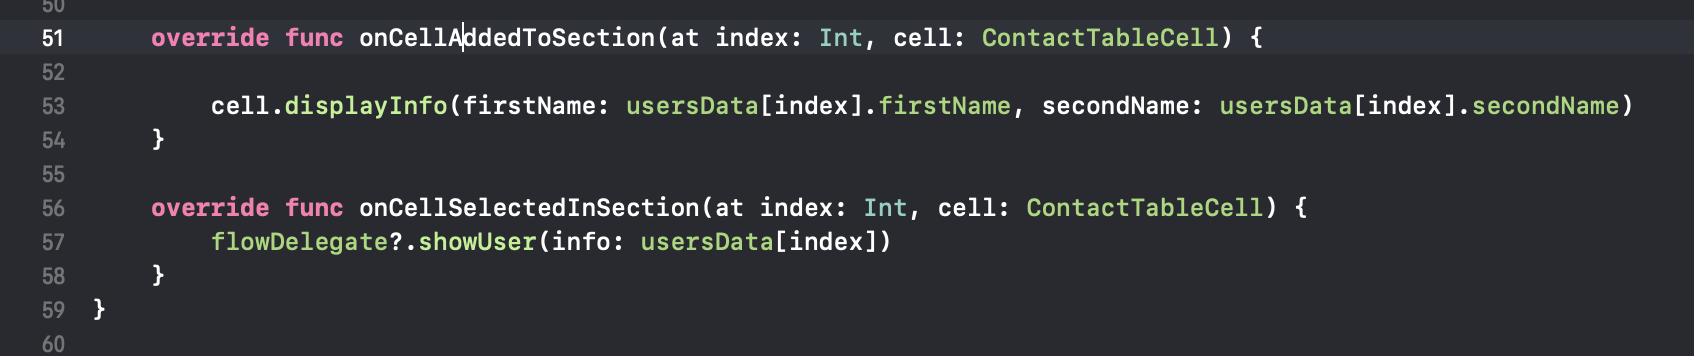 50
51 override func onCellAddedToSection(at index: Int, cell: ContactTableCell) {
52
53 cell.displayInfo(firstName: usersData[index].firstName, secondName: usersData[index].secondName)
54 }
55
56 override func onCellSelectedInSection(at index: Int, cell: ContactTableCell) {
57 flowDelegate?.showUser(info: usersData[index])
58 }
59 }
60